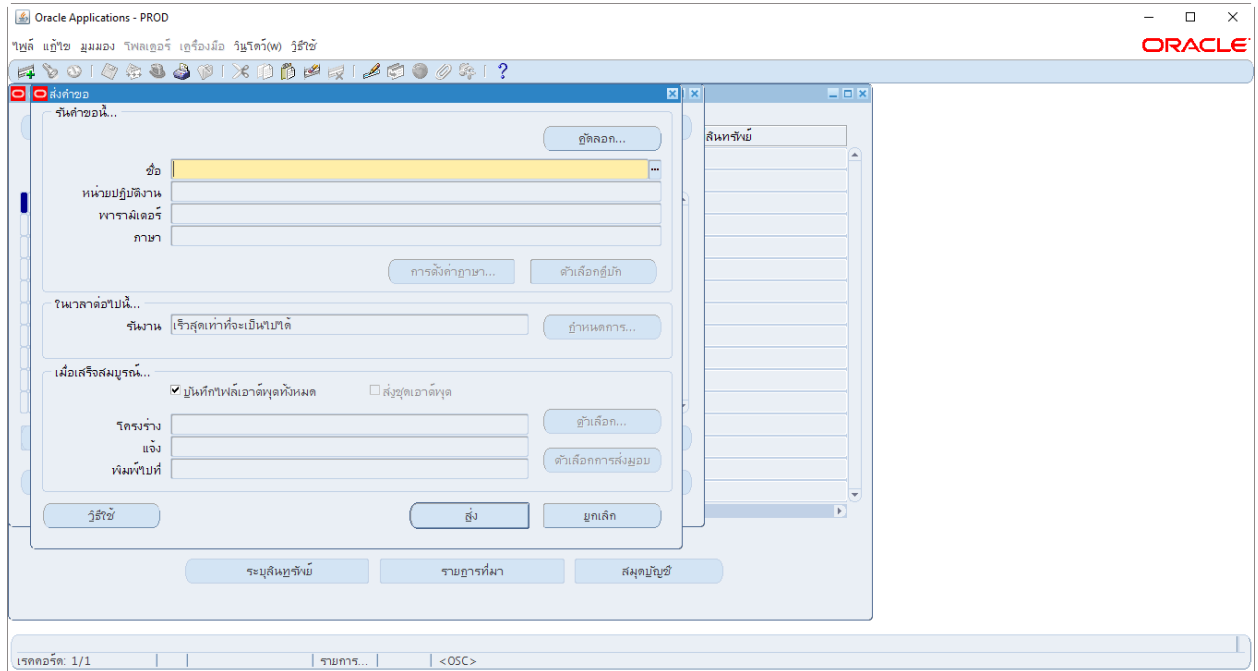 Oracle Applications - PROD
ไฟล์ แก้ไข มุมมอง โฟลเดอร์ เครื่องมือ วินโดว์(W) วิธีใช้
ORACLE
ส่งคำขอ
รันคำขอนี้...
คัดลอก...
สินทรัพย์
ชื่อ
หน่วยปฏิบัติงาน
พารามิเตอร์
ภาษา
การตั้งค่าภาษา...
ตัวเลือกดีบัก
ในเวลาต่อไปนี้...
รันงาน เร็วสุดเท่าที่จะเป็นไปได้
กำหนดการ...
เมื่อเสร็จสมบูรณ์...
บันทึกไฟล์เอาต์พุตทั้งหมด
ส่งชุดเอาต์พุต
โครงร่าง
ตัวเลือก...
แจ้ง
พิมพ์ไปที่
ตัวเลือกการส่งมอบ
วิธีใช้
ส่ง
ยกเลิก
ระบุสินทรัพย์
รายการที่มา
สมุดบัญชี
เรคคอร์ด: 1/1
รายการ...
<OSC>